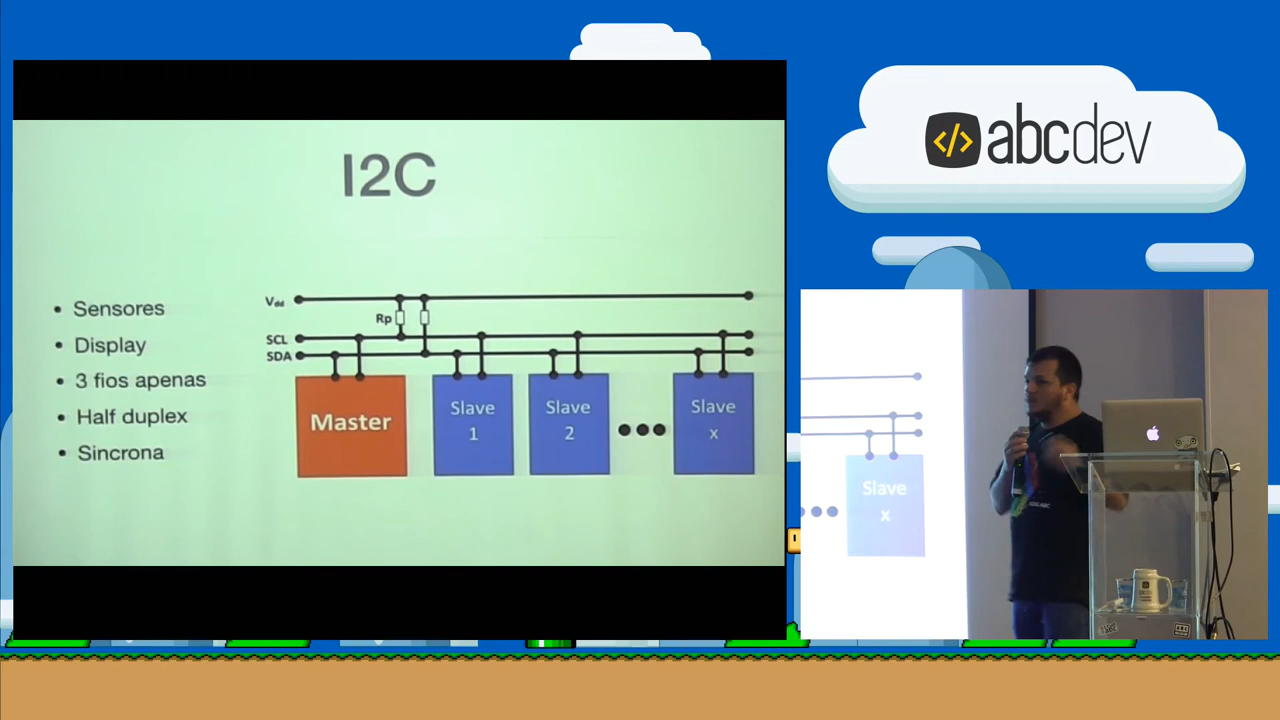 I2C
Sensores
Display
3 fios apenas
Half duplex
Sincrona
Vdd
Rp
SCL
SDA
Master
Slave
1
Slave
2
Slave
x
</> abcdev
Slave
x